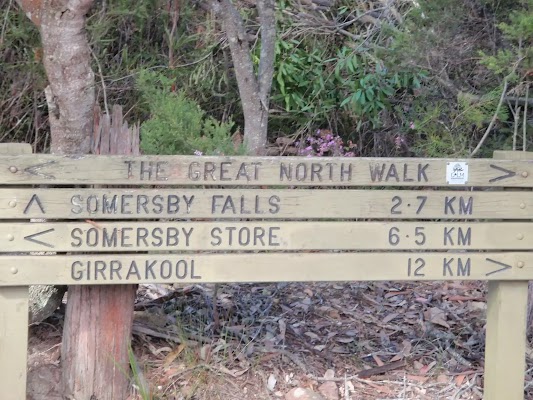 THE GREAT NORTH WALK
SOMERSBY FALLS 2·7 KM
SOMERSBY STORE 6·5 KM
GIRRAKOOL 12 KM